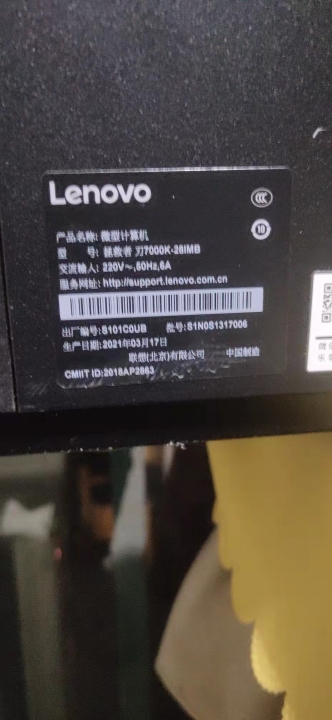 Lenovo
产品名称: 微型计算机
型 号: 拯救者 刃7000K-26IMB
交流输入: 220V～,50Hz,6A
服务网址: http://support.lenovo.com.cn
出厂编号:S101C0UB 批号:S1N0S1317006
生产日期:2021年03月17日
联想(北京)有限公司 中国制造
CMIIT ID:2018AP2863